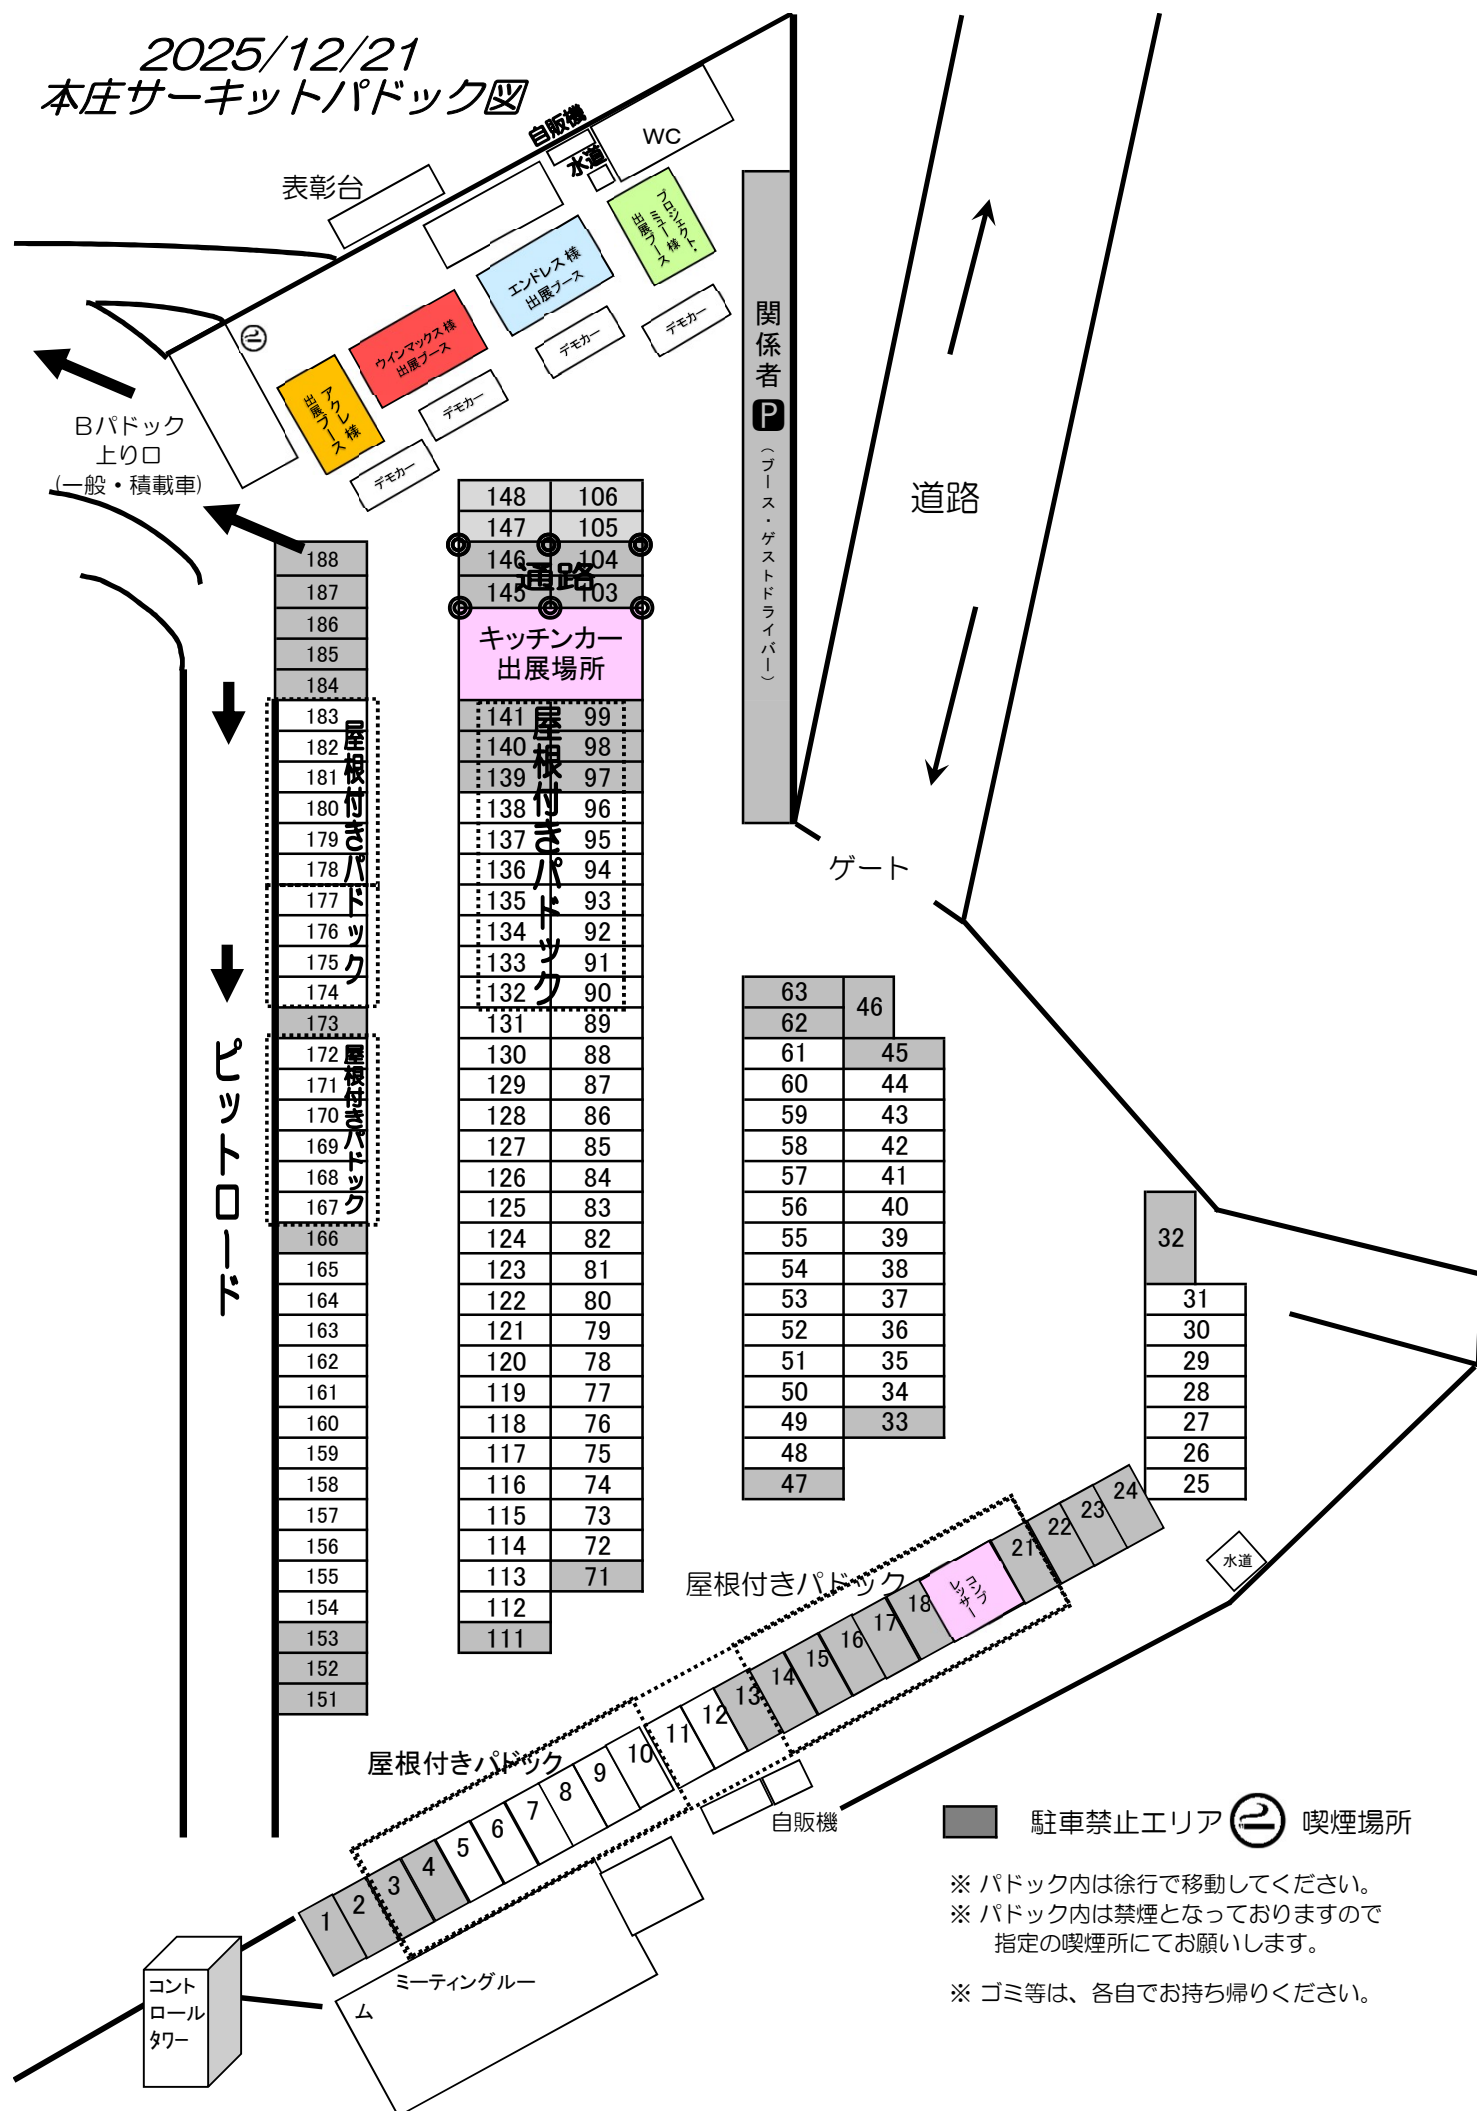 2025/12/21
本庄サーキットパドック図
自販機
水道
WC
表彰台
プロジェクト・
ミュー 様
出展ブース
エンドレス 様
出展ブース
ウインマックス様
出展ブース
アクレ 様
出展ブース
デモカー
デモカー
デモカー
デモカー
関係者 P (ブース・ゲストドライバー)
道路
Bパドック
上り口
(一般・積載車)
148 106
147 105
146 104
通路
145 103
キッチンカー
出展場所
141 99
140 98
139 97
138 96
137 95
136 94
135 93
134 92
133 91
132 90
屋根付きパドック
131 89
130 88
129 87
128 86
127 85
126 84
125 83
124 82
123 81
122 80
121 79
120 78
119 77
118 76
117 75
116 74
115 73
114 72
113 71
112
111
188
187
186
185
184
183
182
181
180
179
178
177
176
175
174
屋根付きパドック
173
172
171
170
169
168
167
屋根付きパドック
166
165
164
163
162
161
160
159
158
157
156
155
154
153
152
151
ピットロード
ゲート
63 46
62
61 45
60 44
59 43
58 42
57 41
56 40
55 39
54 38
53 37
52 36
51 35
50 34
49 33
48
47
32
31
30
29
28
27
26
25
水道
屋根付きパドック
24
23
22
21
コンプ
レッサー
18
17
16
15
14
13
12
11
屋根付きパドック
10
9
8
7
6
5
4
3
2
1
自販機
ミーティングルー
ム
コント
ロール
タワー
駐車禁止エリア 喫煙場所
※ パドック内は徐行で移動してください。
※ パドック内は禁煙となっておりますので
指定の喫煙所にてお願いします。
※ ゴミ等は、各自でお持ち帰りください。